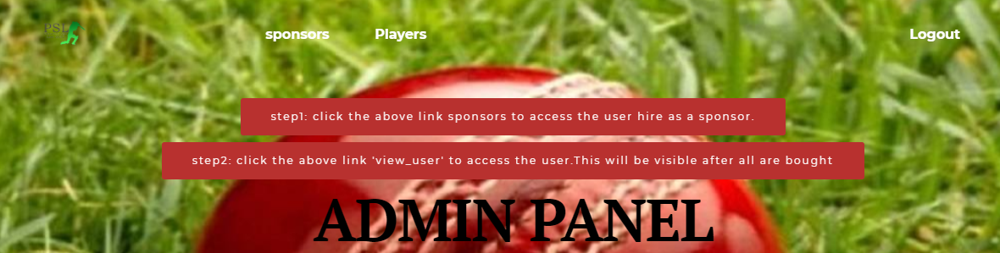 PSL
sponsors Players Logout
step1: click the above link sponsors to access the user hire as a sponsor.
step2: click the above link 'view_user' to access the user.This will be visible after all are bought
ADMIN PANEL